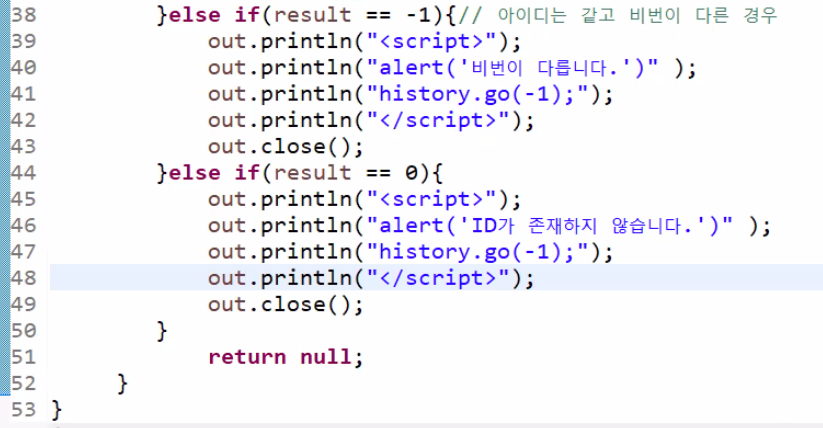 38 }else if(result == -1){// 아이디는 같고 비번이 다른 경우
39 out.println("<script>");
40 out.println("alert('비번이 다릅니다.')" );
41 out.println("history.go(-1);");
42 out.println("</script>");
43 out.close();
44 }else if(result == 0){
45 out.println("<script>");
46 out.println("alert('ID가 존재하지 않습니다.')" );
47 out.println("history.go(-1);");
48 out.println("</script>");
49 out.close();
50 }
51 return null;
52 }
53 }